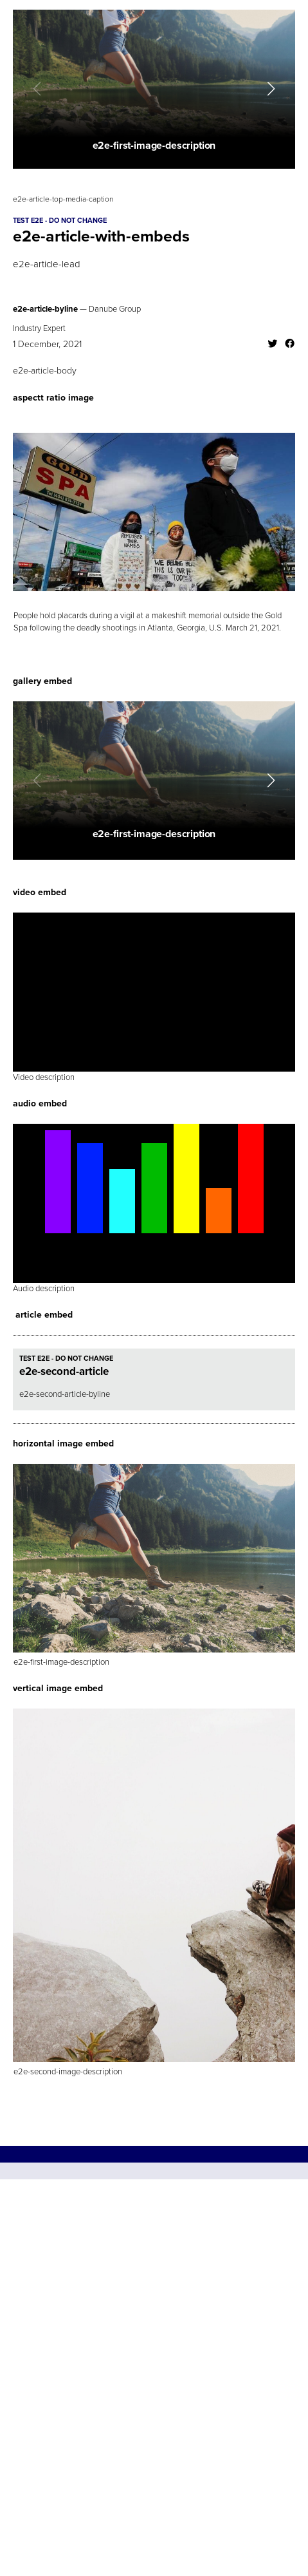 e2e-first-image-description
e2e-article-top-media-caption
TEST E2E - DO NOT CHANGE
e2e-article-with-embeds
e2e-article-lead
e2e-article-byline — Danube Group
Industry Expert
1 December, 2021
e2e-article-body
aspectt ratio image
GOLD
SPA
REMEMBER
THEIR
NAMES
WE BELONG HERE
THIS IS OUR HOME
TOO!
People hold placards during a vigil at a makeshift memorial outside the Gold
Spa following the deadly shootings in Atlanta, Georgia, U.S. March 21, 2021.
gallery embed
e2e-first-image-description
video embed
Video description
audio embed
Audio description
article embed
TEST E2E - DO NOT CHANGE
e2e-second-article
e2e-second-article-byline
horizontal image embed
e2e-first-image-description
vertical image embed
e2e-second-image-description